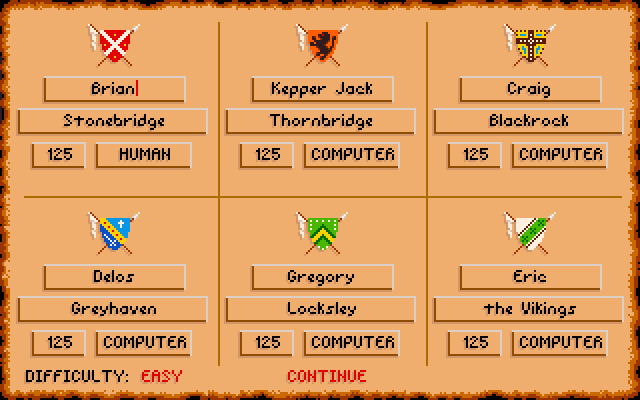 Brian
Stonebridge
125 HUMAN
Kepper Jack
Thornbridge
125 COMPUTER
Craig
Blackrock
125 COMPUTER
Delos
Greyhaven
125 COMPUTER
Gregory
Locksley
125 COMPUTER
Eric
the Vikings
125 COMPUTER
DIFFICULTY: EASY
CONTINUE